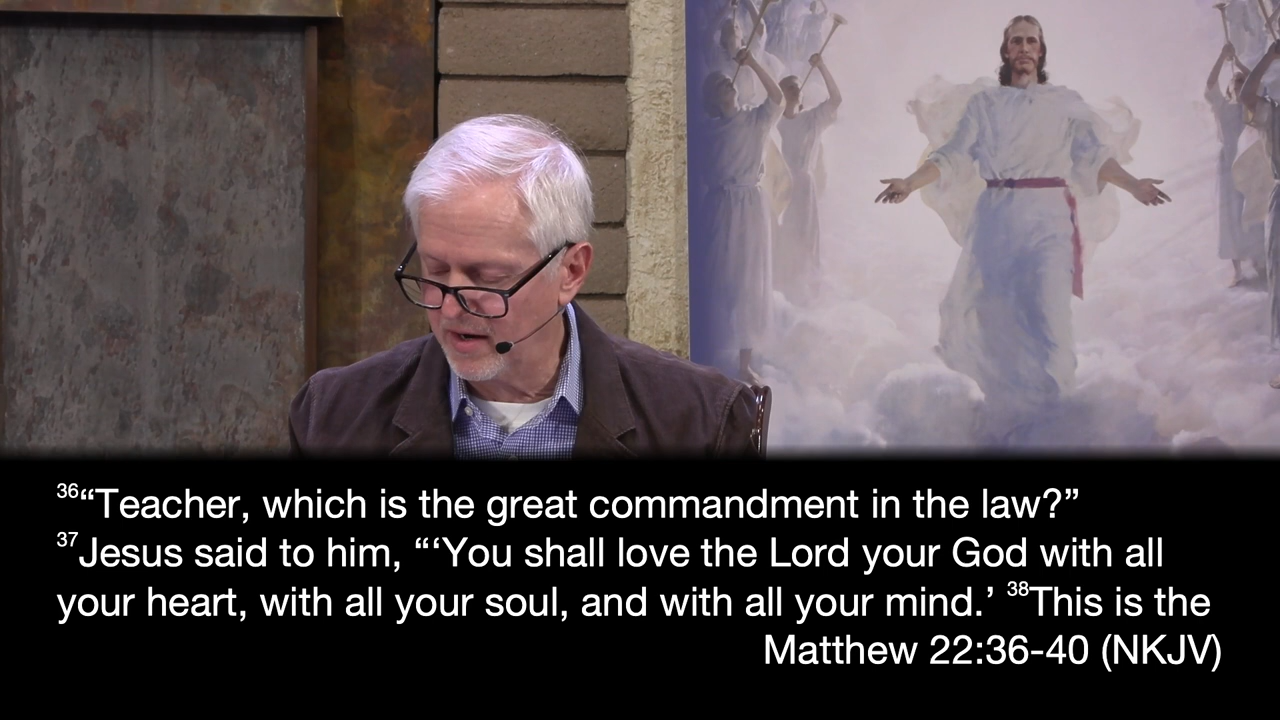 ³⁶“Teacher, which is the great commandment in the law?”
³⁷Jesus said to him, “‘You shall love the Lord your God with all
your heart, with all your soul, and with all your mind.’ ³⁸This is the
Matthew 22:36-40 (NKJV)